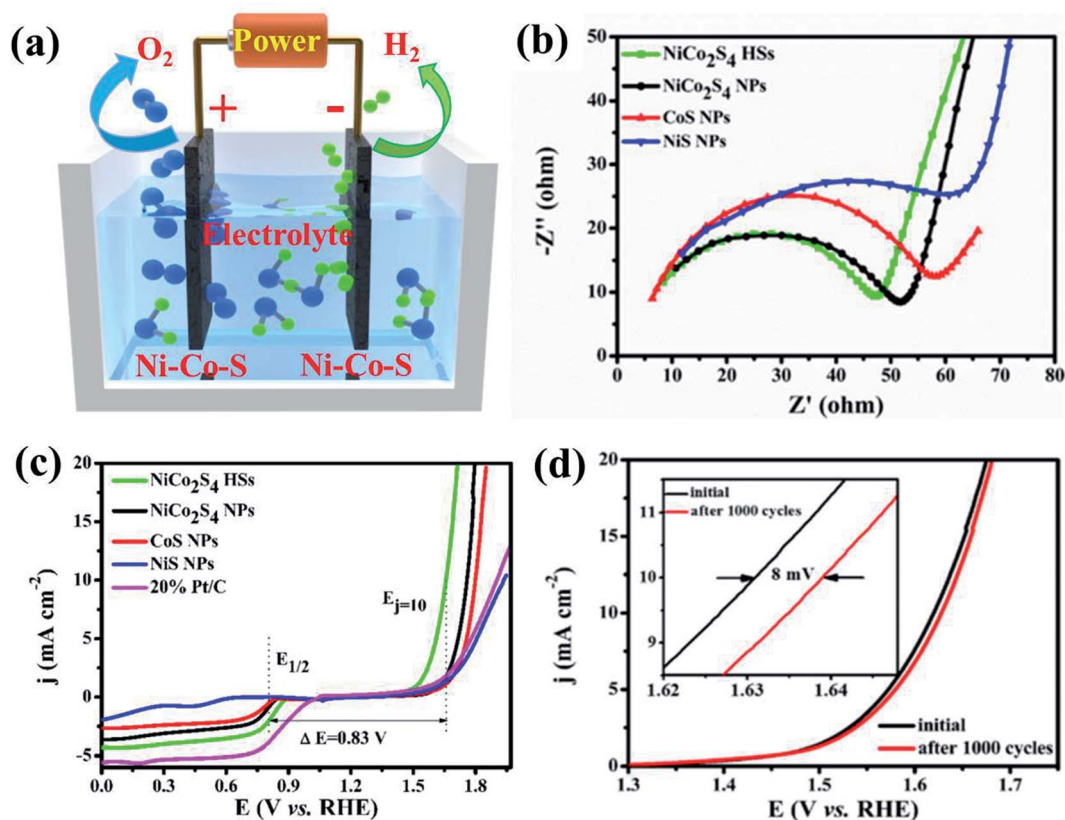 (a)
Power
O₂
H₂
+
-
Electrolyte
Ni-Co-S
Ni-Co-S
(b)
50
40
30
20
10
0
-Z'' (ohm)
NiCo₂S₄ HSs
NiCo₂S₄ NPs
CoS NPs
NiS NPs
0 10 20 30 40 50 60 70 80
Z' (ohm)
(c)
20
15
10
5
0
-5
j (mA cm⁻²)
NiCo₂S₄ HSs
NiCo₂S₄ NPs
CoS NPs
NiS NPs
20% Pt/C
E₁/₂
Eⱼ₌₁₀
Δ E=0.83 V
0.0 0.3 0.6 0.9 1.2 1.5 1.8
E (V vs. RHE)
(d)
20
15
10
5
0
j (mA cm⁻²)
initial
after 1000 cycles
11
10
9
8 mV
1.62 1.63 1.64
initial
after 1000 cycles
1.3 1.4 1.5 1.6 1.7
E (V vs. RHE)